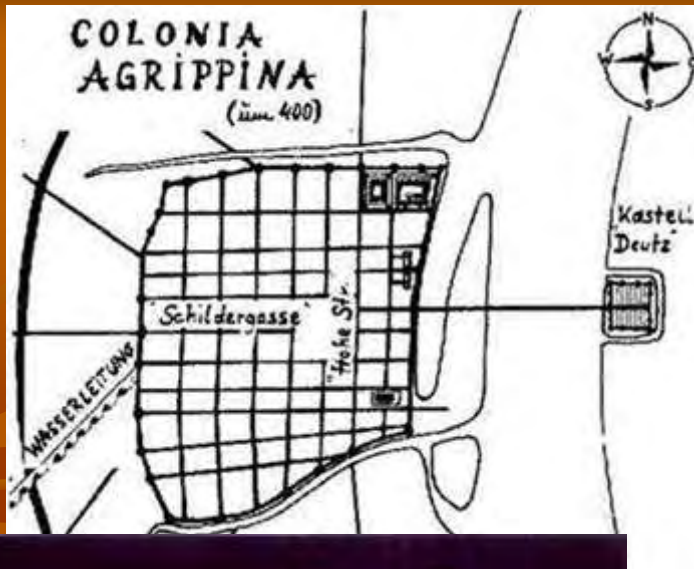 COLONIA
AGRIPPINA
(um 400)
N
W
O
S
"Kastell
Deutz"
"Schildergasse"
"Hohe Str."
WASSERLEITUNG